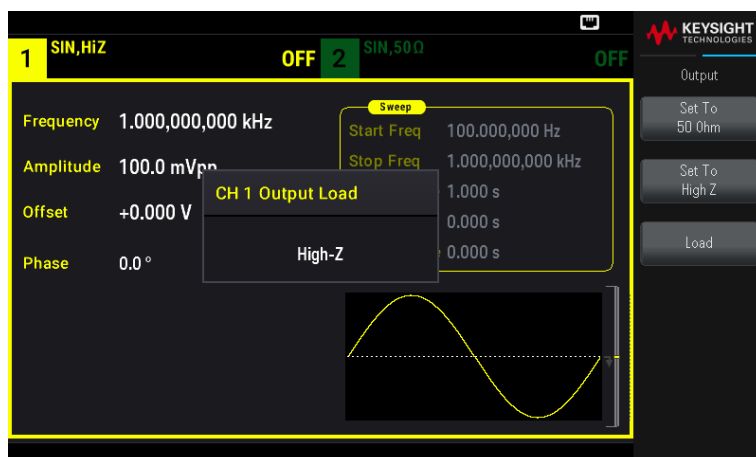 KEYSIGHT
TECHNOLOGIES
1 SIN,HiZ OFF 2 SIN,50Ω OFF
Output
Set To
50 Ohm
Set To
High Z
Load
Frequency 1.000,000,000 kHz
Amplitude 100.0 mVpp
Offset +0.000 V
Phase 0.0 °
Sweep
Start Freq 100.000,000 Hz
Stop Freq 1.000,000,000 kHz
1.000 s
0.000 s
0.000 s
CH 1 Output Load
High-Z